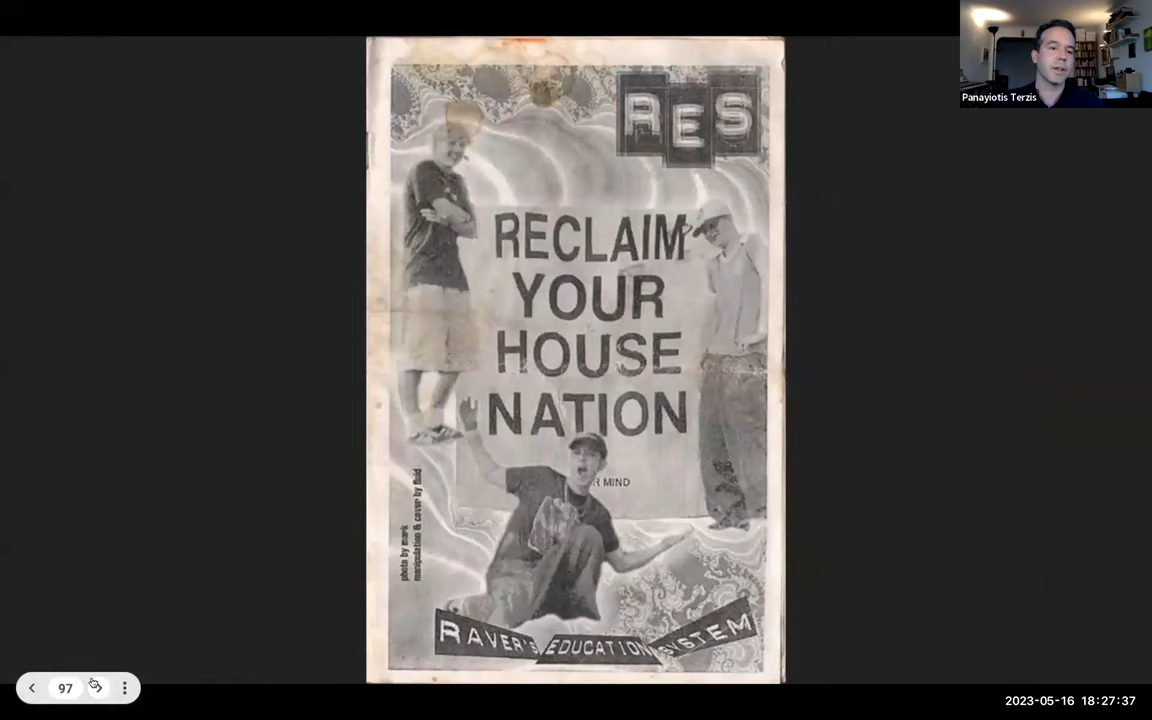 Panayiotis Terzis
RES
RECLAIM
YOUR
HOUSE
NATION
R MIND
photo by mark
manipulation & cover by fluid
RAVER'S EDUCATION SYSTEM
97
2023-05-16 18:27:37